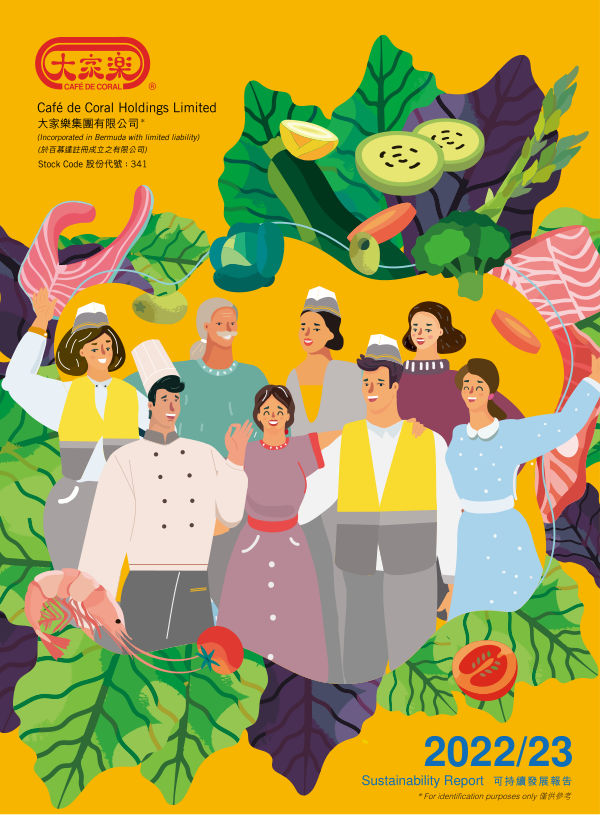 大家樂
CAFÉ DE CORAL
®
Café de Coral Holdings Limited
大家樂集團有限公司*
(Incorporated in Bermuda with limited liability)
(於百慕達註冊成立之有限公司)
Stock Code 股份代號：341
2022/23
Sustainability Report 可持續發展報告
* For identification purposes only 僅供參考